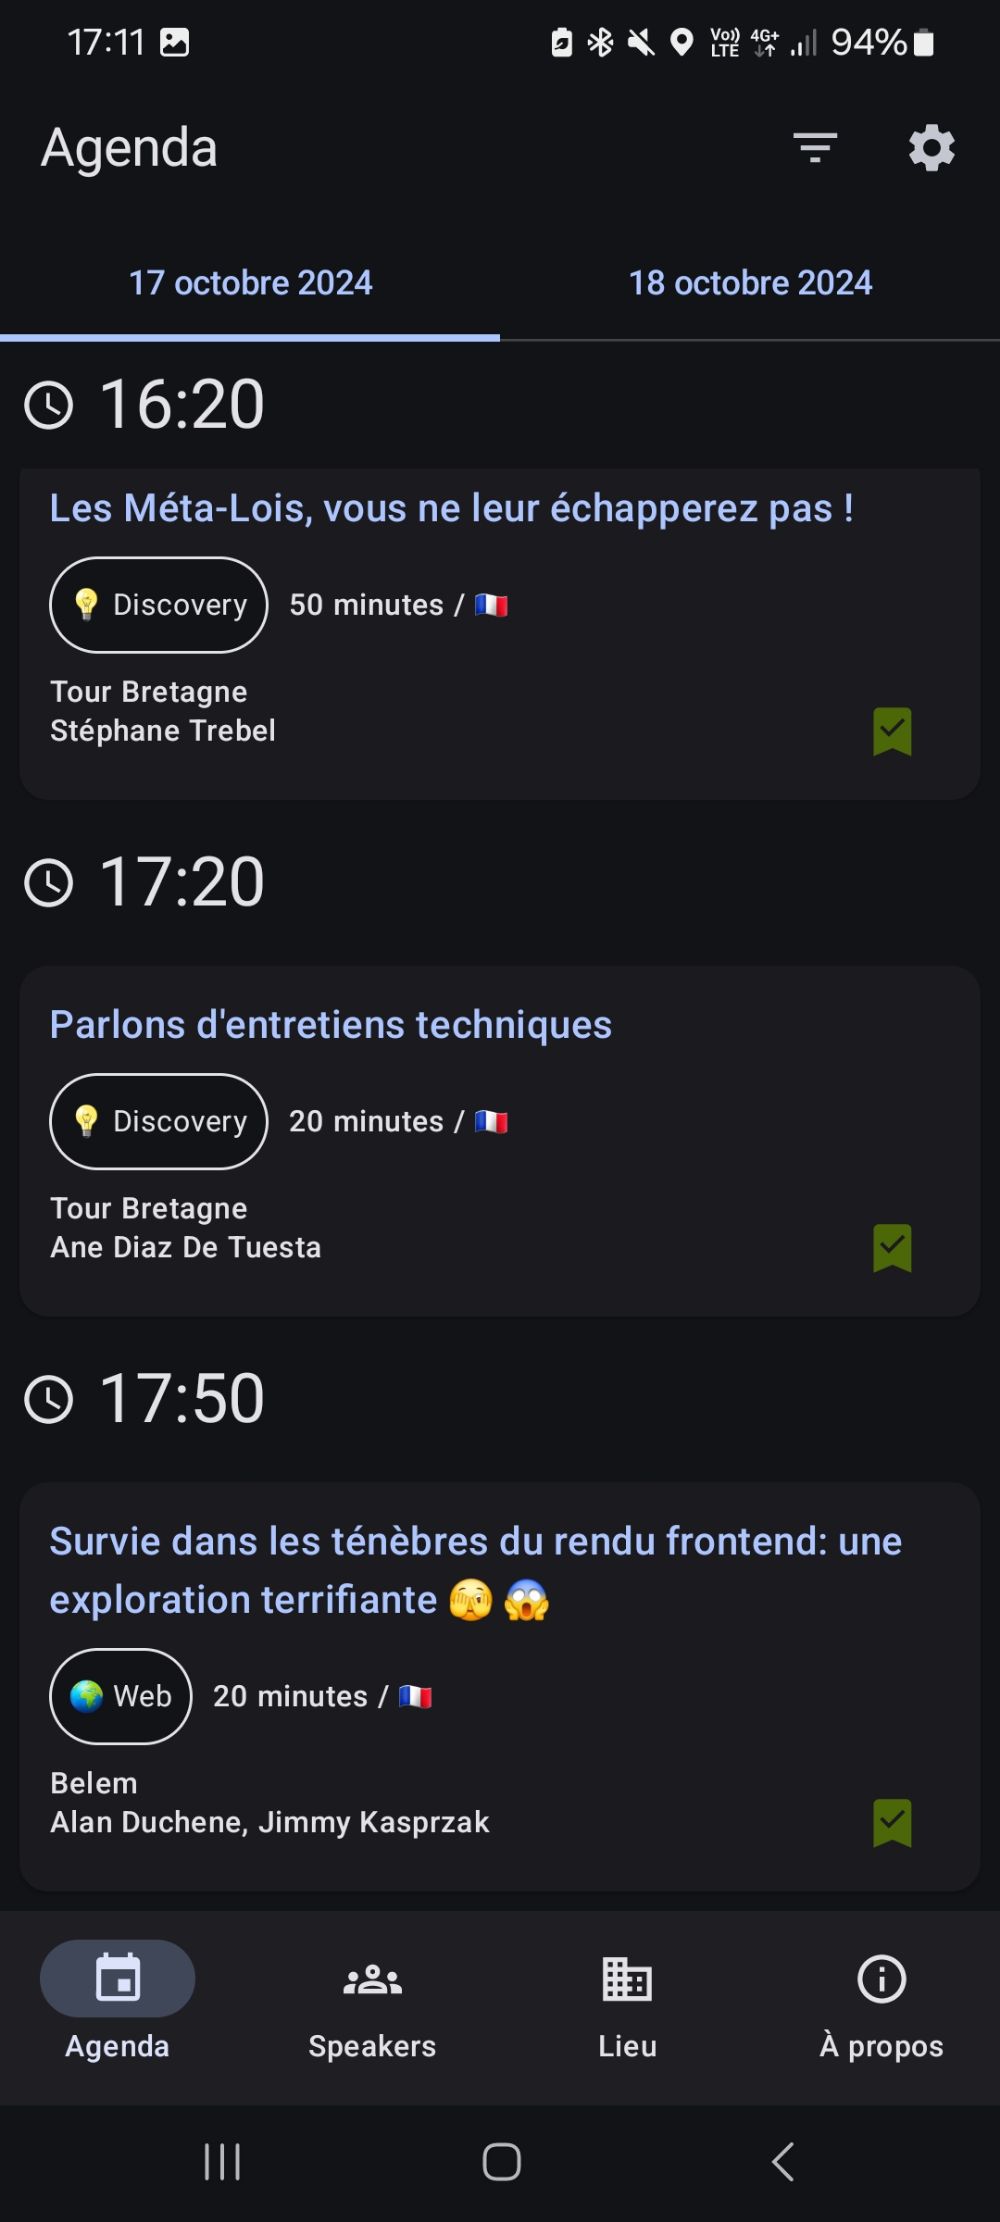 17:11
Vo)) LTE 4G+ 94%
Agenda
17 octobre 2024
18 octobre 2024
16:20
Les Méta-Lois, vous ne leur échapperez pas !
💡 Discovery 50 minutes / 🇫🇷
Tour Bretagne
Stéphane Trebel
17:20
Parlons d'entretiens techniques
💡 Discovery 20 minutes / 🇫🇷
Tour Bretagne
Ane Diaz De Tuesta
17:50
Survie dans les ténèbres du rendu frontend: une
exploration terrifiante 🫣 😱
🌍 Web 20 minutes / 🇫🇷
Belem
Alan Duchene, Jimmy Kasprzak
Agenda
Speakers
Lieu
À propos